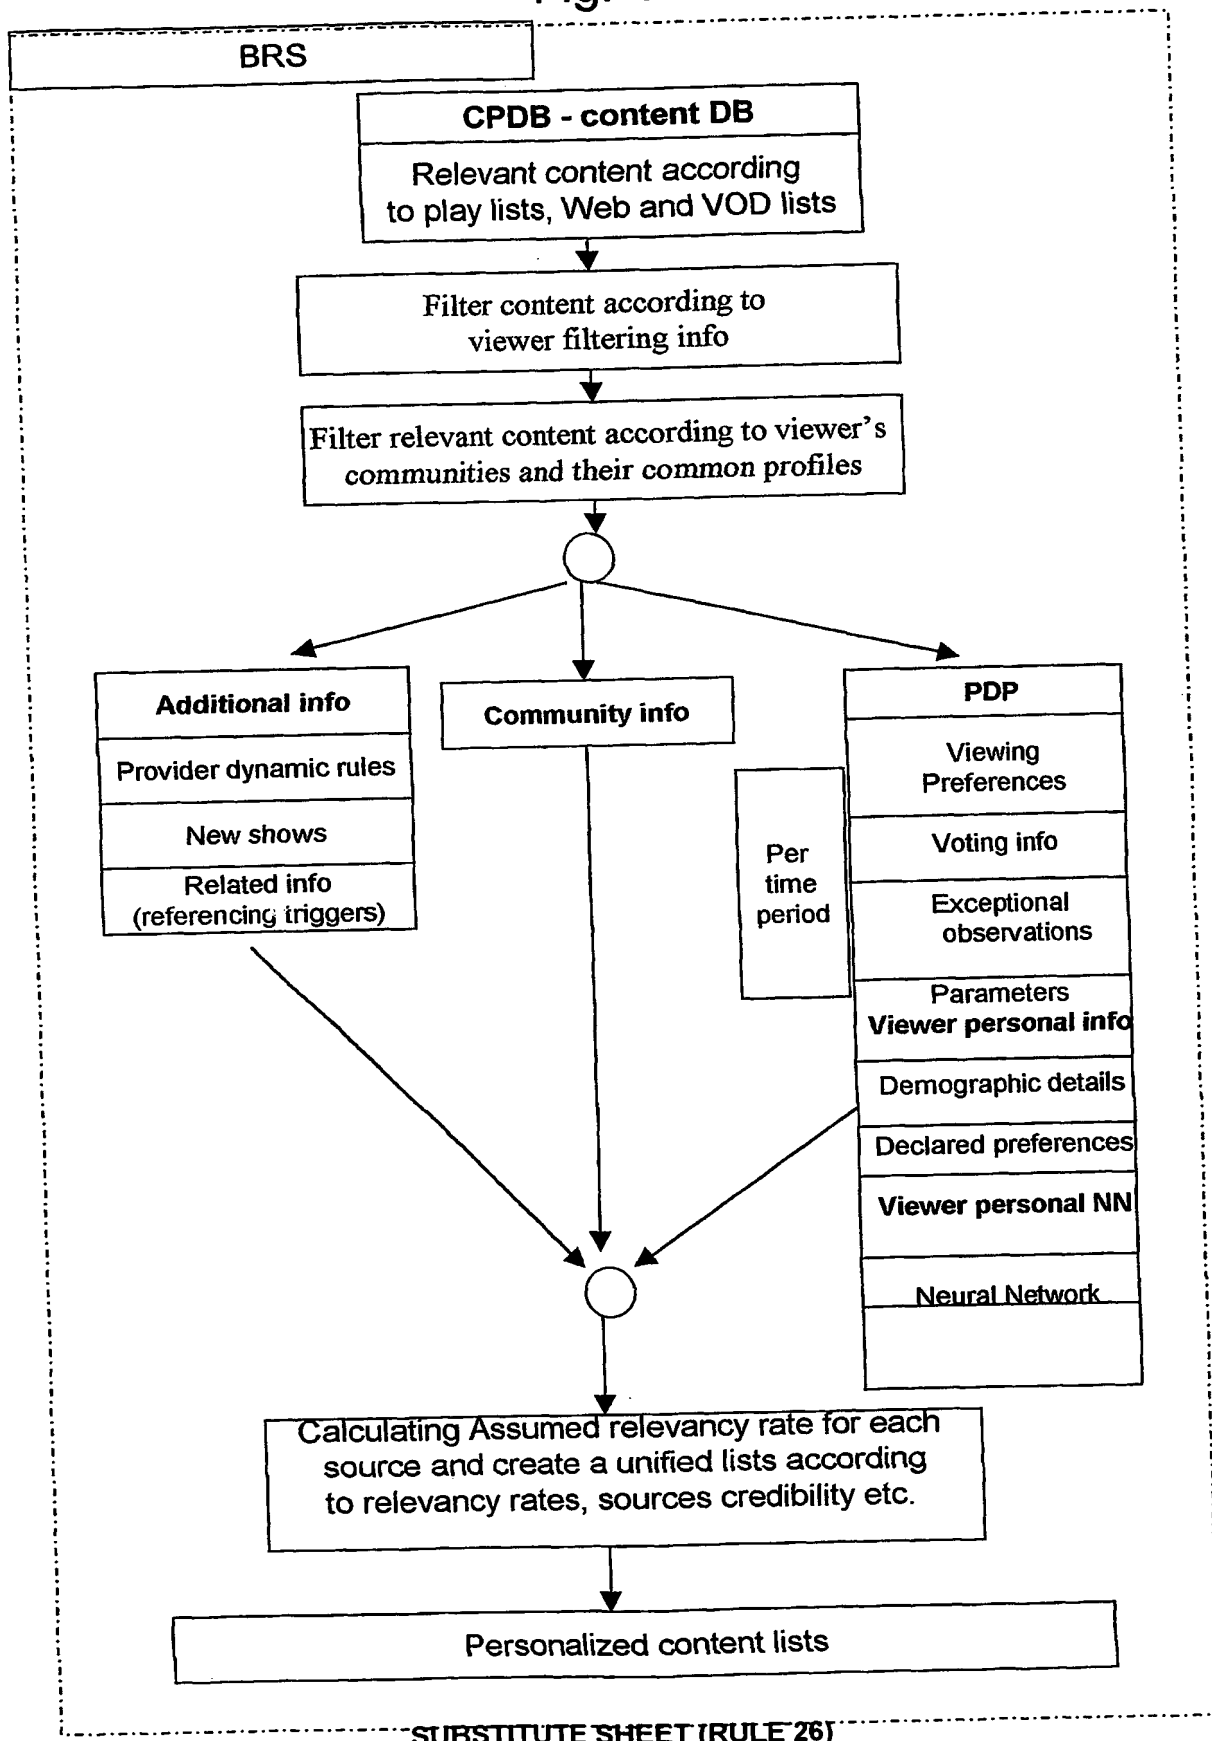 BRS
CPDB - content DB
Relevant content according
to play lists, Web and VOD lists
Filter content according to
viewer filtering info
Filter relevant content according to viewer's
communities and their common profiles
Additional info
Provider dynamic rules
New shows
Related info
(referencing triggers)
Community info
Per
time
period
PDP
Viewing
Preferences
Voting info
Exceptional
observations
Parameters
Viewer personal info
Demographic details
Declared preferences
Viewer personal NN
Neural Network
Calculating Assumed relevancy rate for each
source and create a unified lists according
to relevancy rates, sources credibility etc.
Personalized content lists
SUBSTITUTE SHEET (RULE 26)